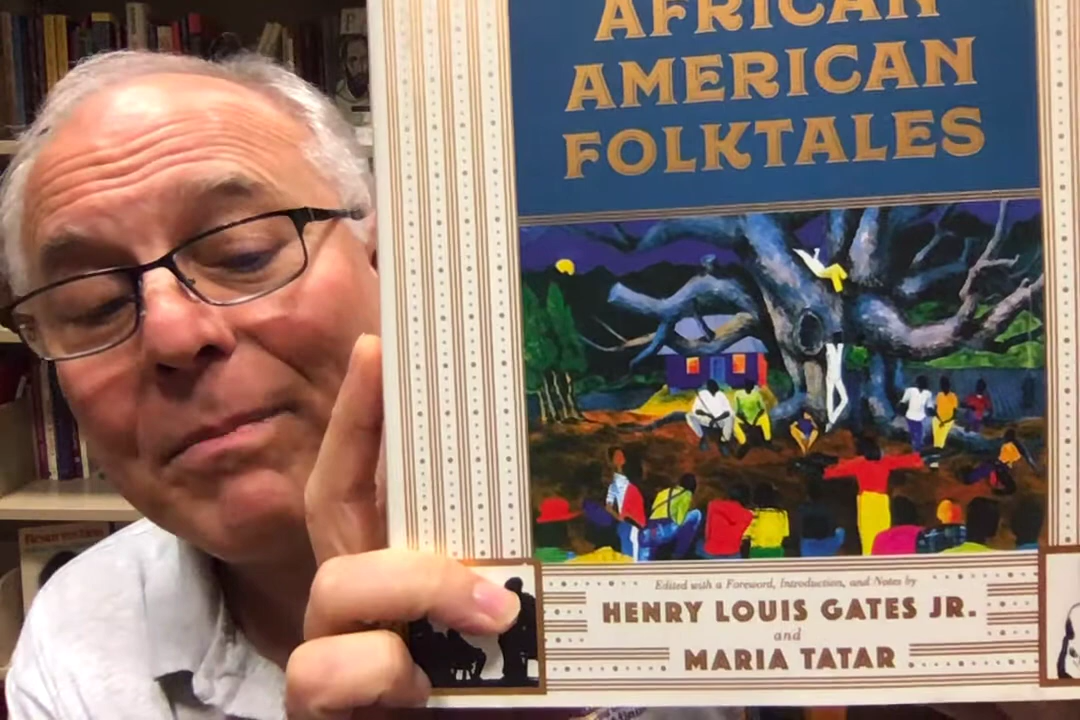 AFRICAN
AMERICAN
FOLKTALES
Edited with a Foreword, Introduction, and Notes by
HENRY LOUIS GATES JR.
and
MARIA TATAR